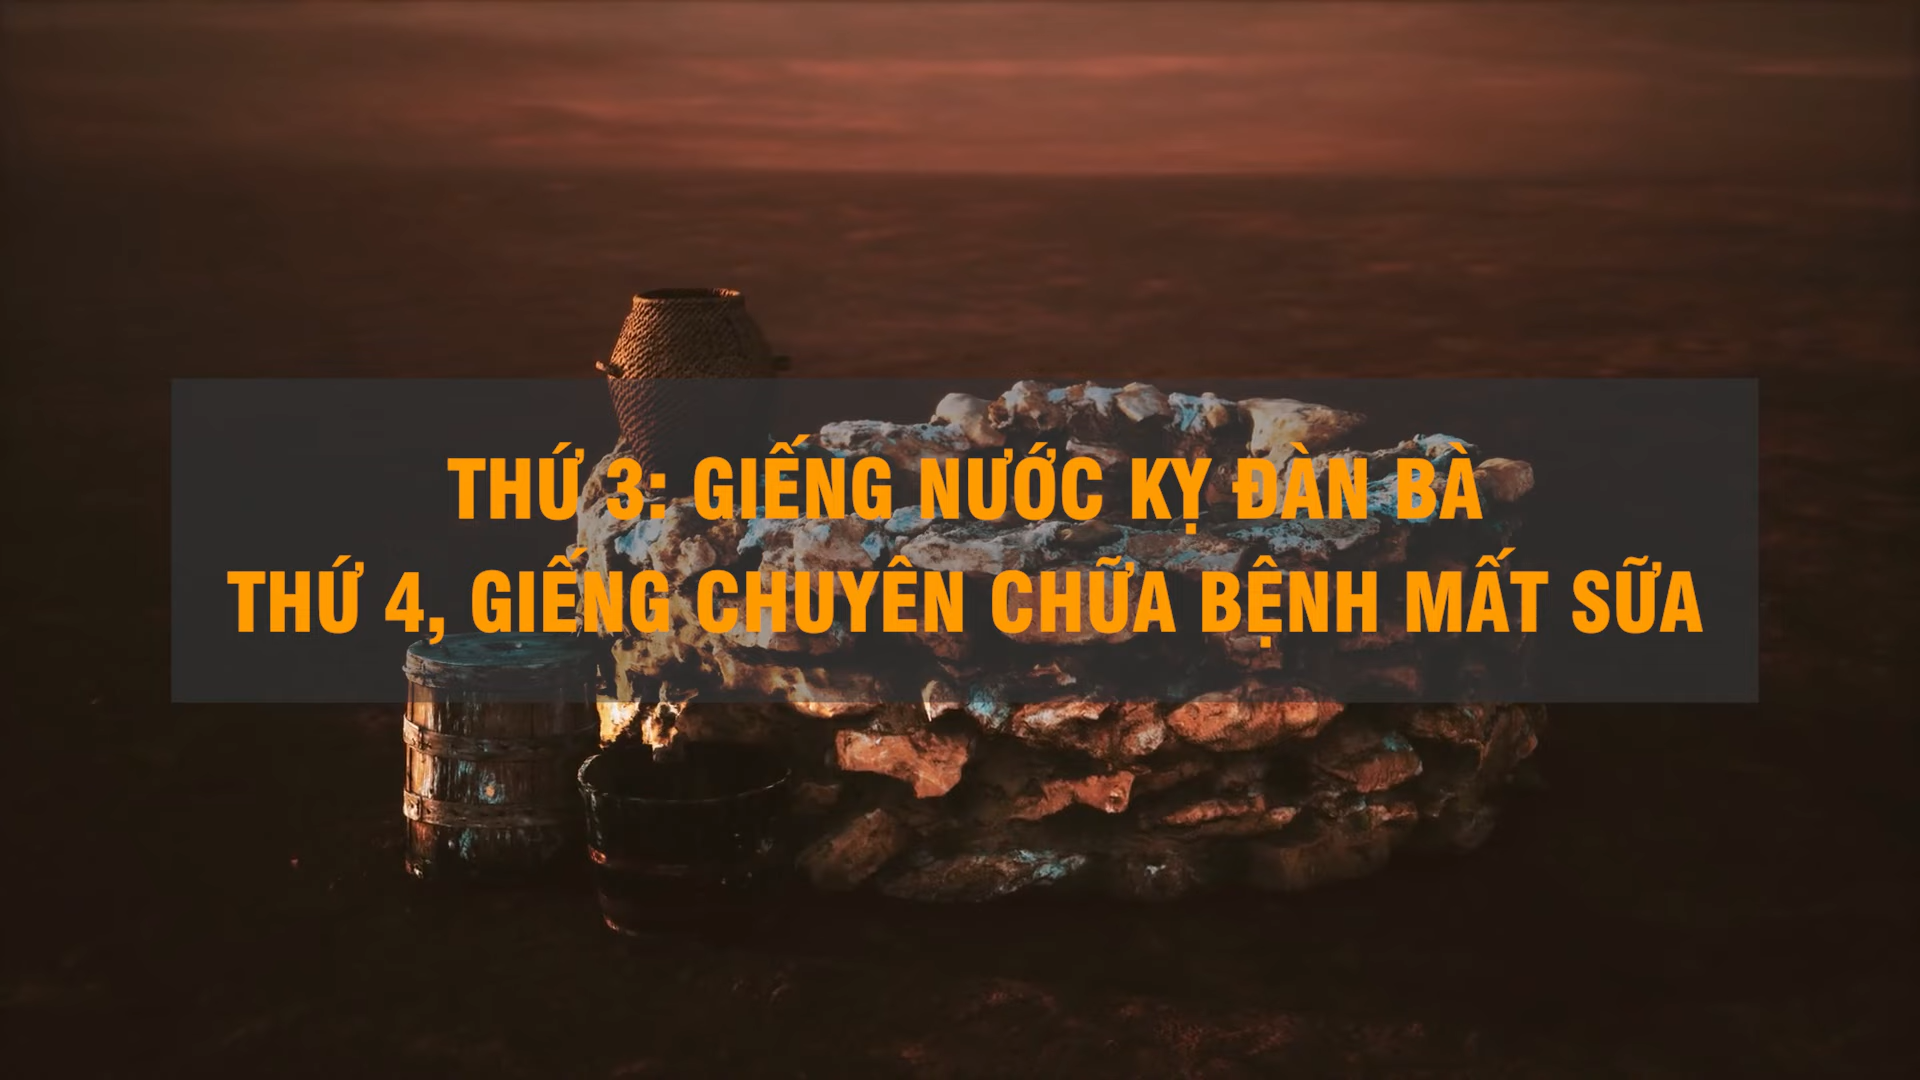 THỨ 3: GIẾNG NƯỚC KỴ ĐÀN BÀ
THỨ 4, GIẾNG CHUYÊN CHỮA BỆNH MẤT SỮA